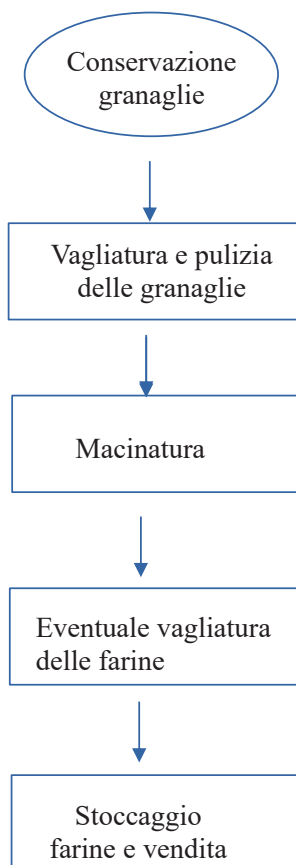 Conservazione
granaglie
Vagliatura e pulizia
delle granaglie
Macinatura
Eventuale vagliatura
delle farine
Stoccaggio
farine e vendita